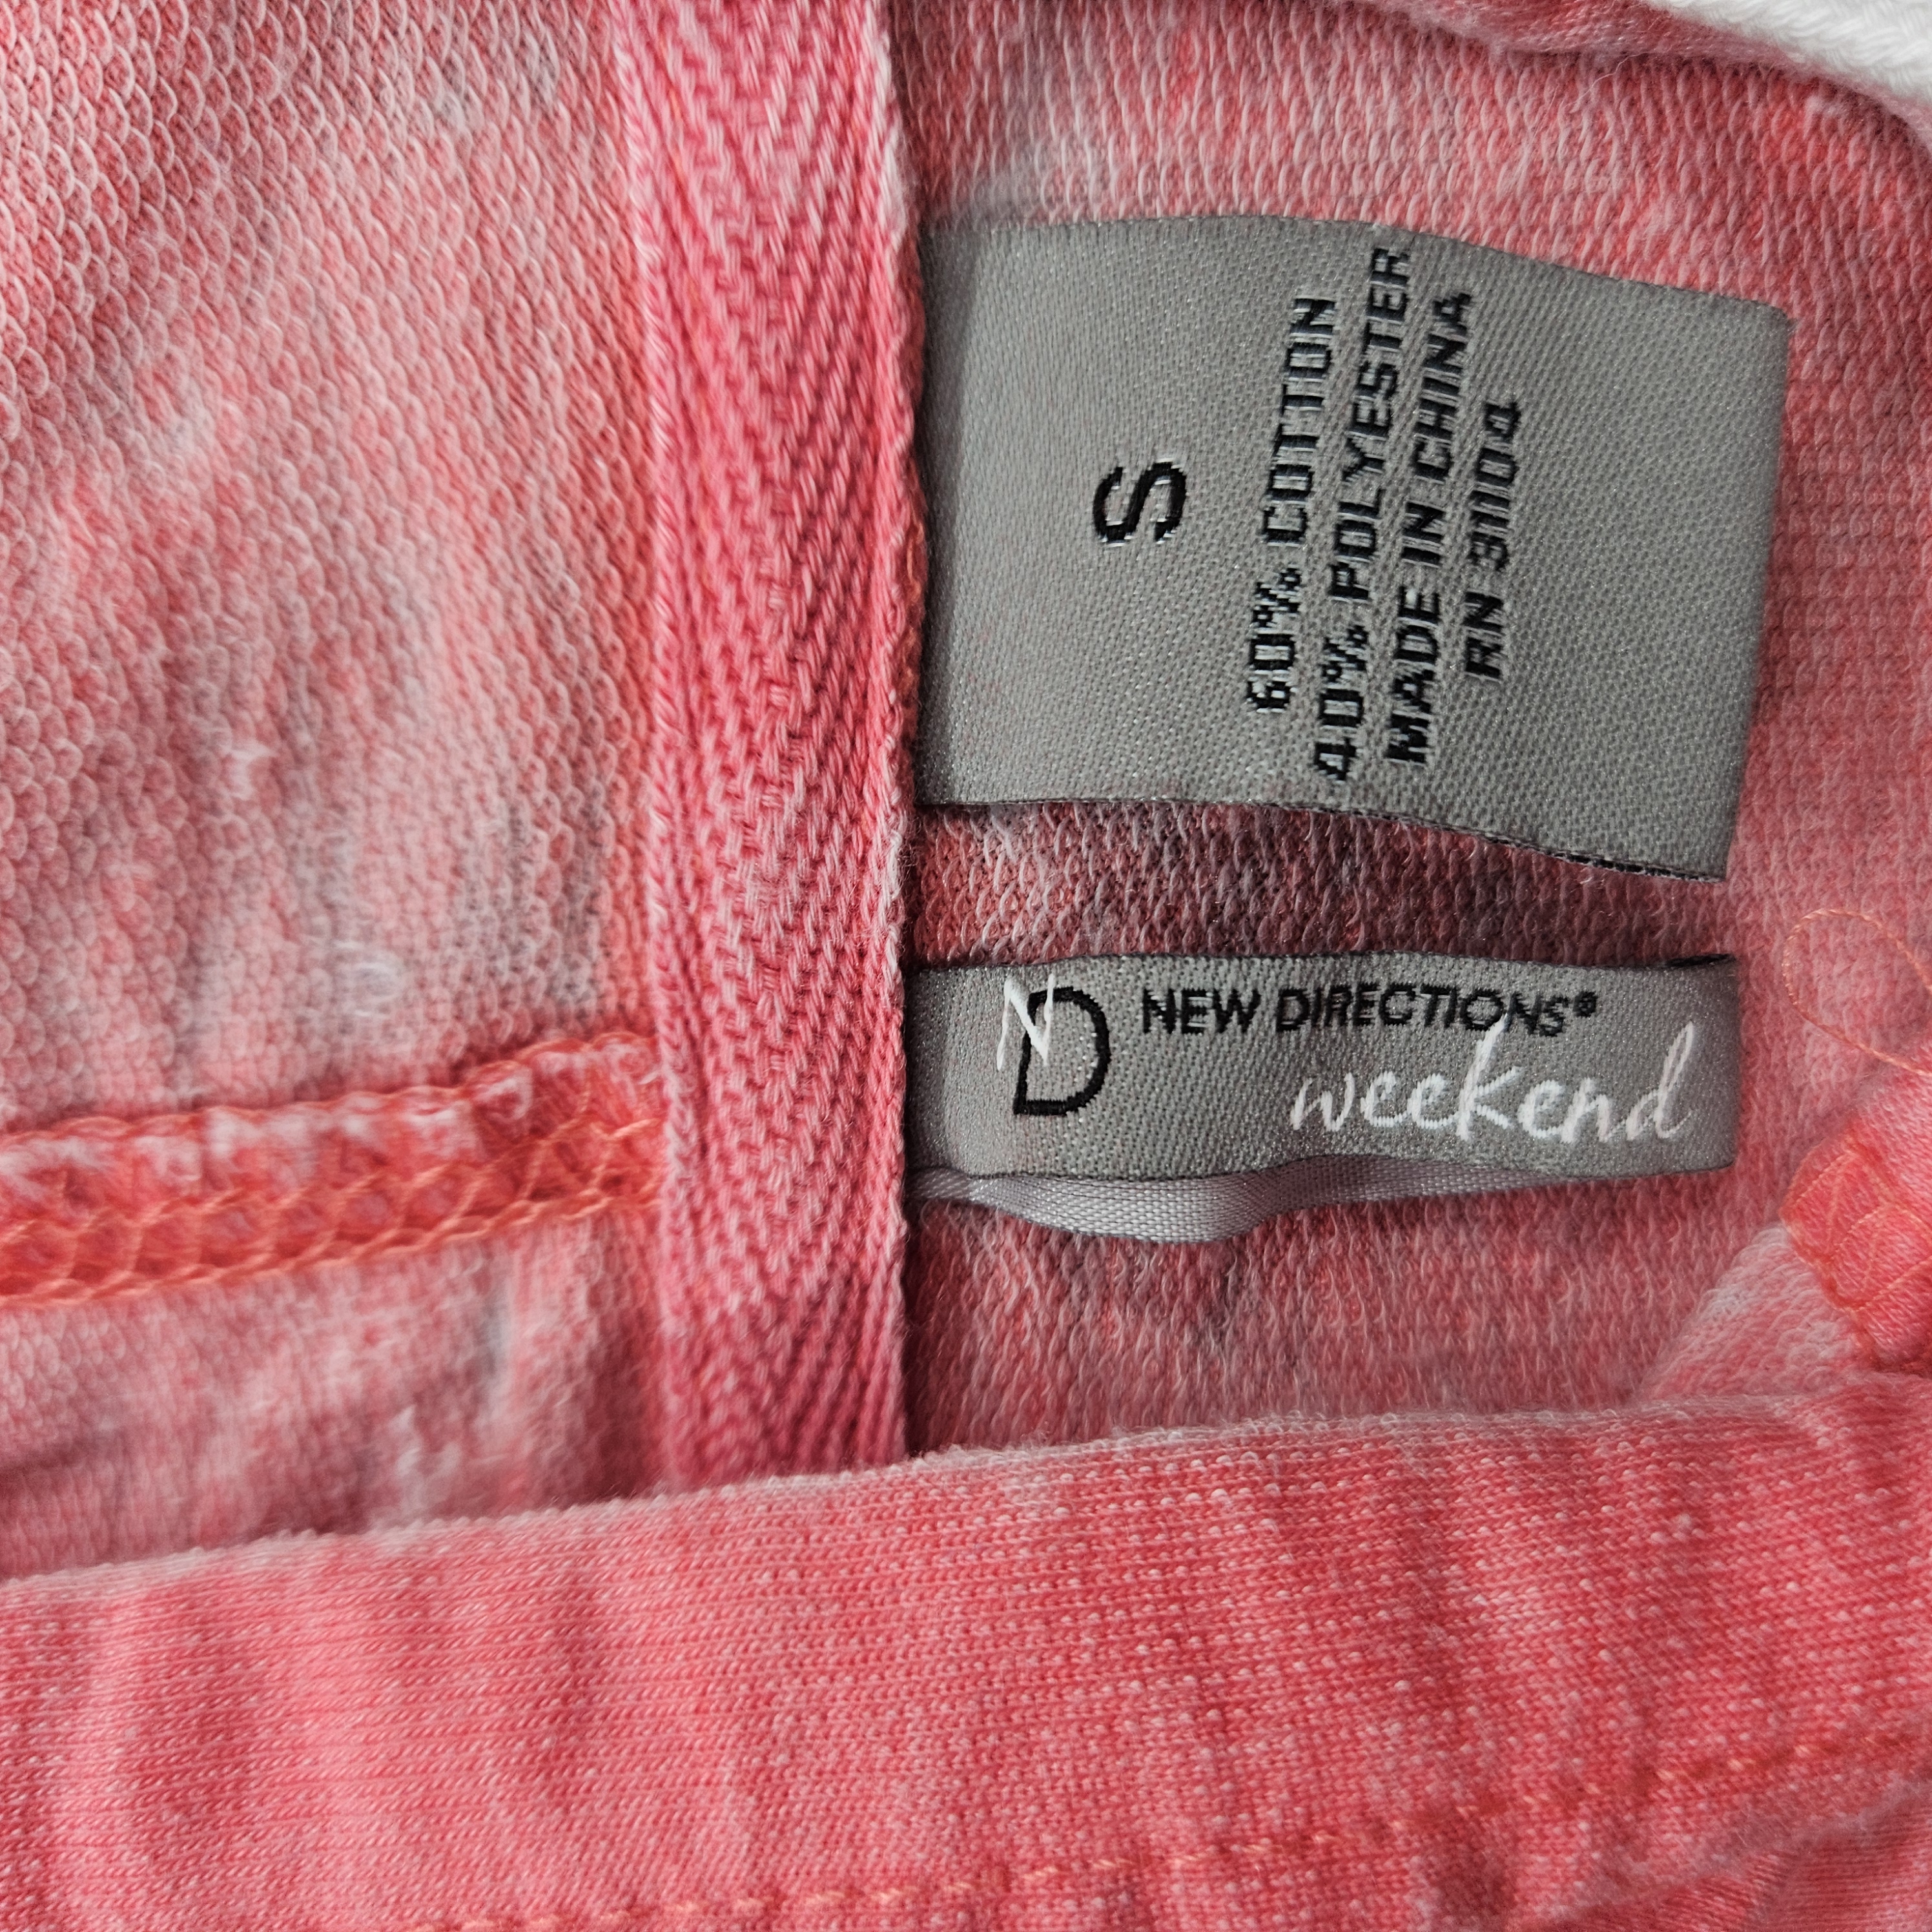 S
60% COTTON
40% POLYESTER
MADE IN CHINA
RN 31104
ND NEW DIRECTIONS®
weekend